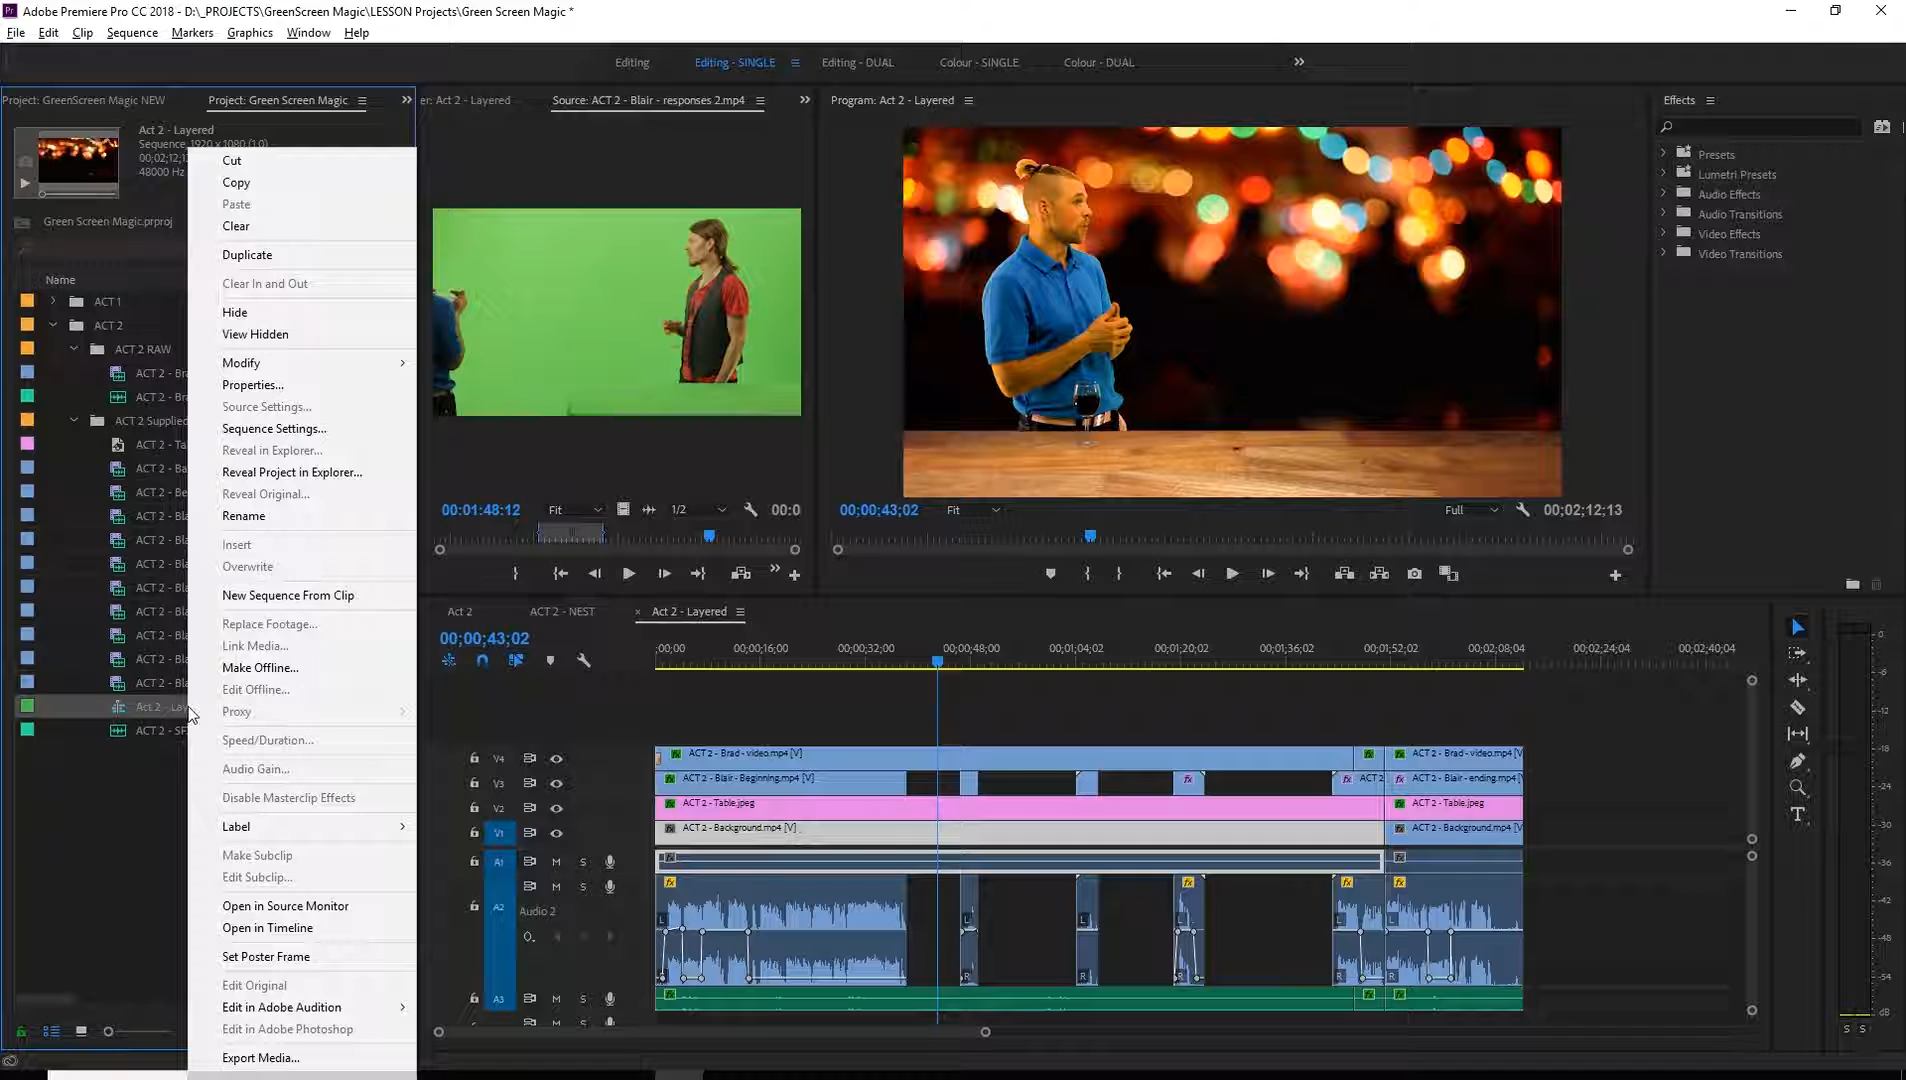 Adobe Premiere Pro CC 2018 - D:\_PROJECTS\GreenScreen Magic\LESSON Projects\Green Screen Magic *
File Edit Clip Sequence Markers Graphics Window Help
Editing Editing - SINGLE Editing - DUAL Colour - SINGLE Colour - DUAL
Project: GreenScreen Magic NEW Project: Green Screen Magic
er: Act 2 - Layered Source: ACT 2 - Blair - responses 2.mp4
Program: Act 2 - Layered
Effects
Act 2 - Layered
Sequence, 1920 x 1080 (1.0)
00;02;12;1
48000 Hz
Green Screen Magic.prproj
Name
ACT 1
ACT 2
ACT 2 RAW
ACT 2 - Bra
ACT 2 - Bra
ACT 2 Supplied
ACT 2 - Ta
ACT 2 - Ba
ACT 2 - Be
ACT 2 - Bla
ACT 2 - Bla
ACT 2 - Bla
ACT 2 - Bla
ACT 2 - Bla
ACT 2 - Bla
ACT 2 - Bla
ACT 2 - Bla
Act 2 - Lay
ACT 2 - SF
Cut
Copy
Paste
Clear
Duplicate
Clear In and Out
Hide
View Hidden
Modify
Properties...
Source Settings...
Sequence Settings...
Reveal in Explorer...
Reveal Project in Explorer...
Reveal Original...
Rename
Insert
Overwrite
New Sequence From Clip
Replace Footage...
Link Media...
Make Offline...
Edit Offline...
Proxy
Speed/Duration...
Audio Gain...
Disable Masterclip Effects
Label
Make Subclip
Edit Subclip...
Open in Source Monitor
Open in Timeline
Set Poster Frame
Edit Original
Edit in Adobe Audition
Edit in Adobe Photoshop
Export Media...
00:01:48:12 Fit 1/2 00:0
00;00;43;02 Fit Full 00;02;12;13
Presets
Lumetri Presets
Audio Effects
Audio Transitions
Video Effects
Video Transitions
Act 2 ACT 2 - NEST Act 2 - Layered
00;00;43;02
;00;00 00;00;16;00 00;00;32;00 00;00;48;00 00;01;04;02 00;01;20;02 00;01;36;02 00;01;52;02 00;02;08;04 00;02;24;04 00;02;40;04
V4 ACT 2 - Brad - video.mp4 [V] ACT 2 - Brad - video.mp4 [V]
V3 ACT 2 - Blair - Beginning.mp4 [V] ACT 2 ACT 2 - Blair - ending.mp4 [V
V2 ACT 2 - Table.jpeg ACT 2 - Table.jpeg
V1 ACT 2 - Background.mp4 [V] ACT 2 - Background.mp4 [V
A1 M S
M S
A2 Audio 2
A3 M S
L L L L L L
R R R R R R
0
-6
-12
-18
-24
-30
-36
-42
-48
-54
dB
S S